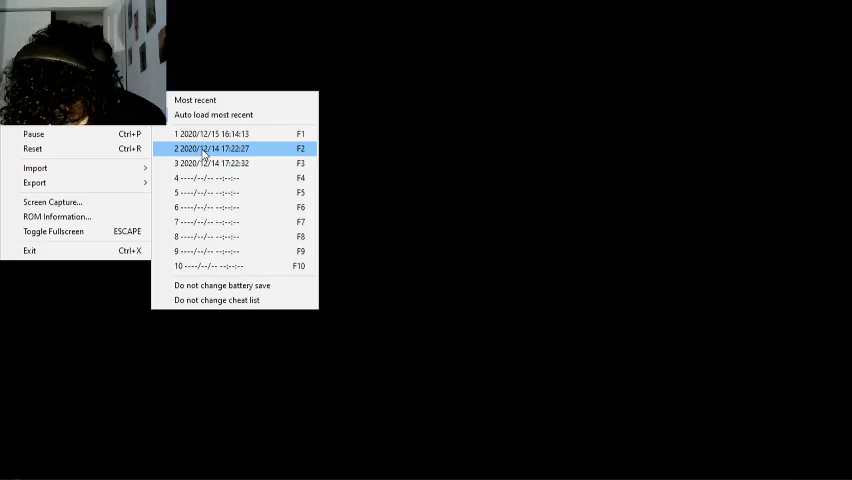 Most recent
Auto load most recent
1 2020/12/15 16:14:13 F1
2 2020/12/14 17:22:27 F2
3 2020/12/14 17:22:32 F3
4 ----/--/-- --:--:-- F4
5 ----/--/-- --:--:-- F5
6 ----/--/-- --:--:-- F6
7 ----/--/-- --:--:-- F7
8 ----/--/-- --:--:-- F8
9 ----/--/-- --:--:-- F9
10 ----/--/-- --:--:-- F10
Do not change battery save
Do not change cheat list
Pause Ctrl+P
Reset Ctrl+R
Import
Export
Screen Capture...
ROM Information...
Toggle Fullscreen ESCAPE
Exit Ctrl+X